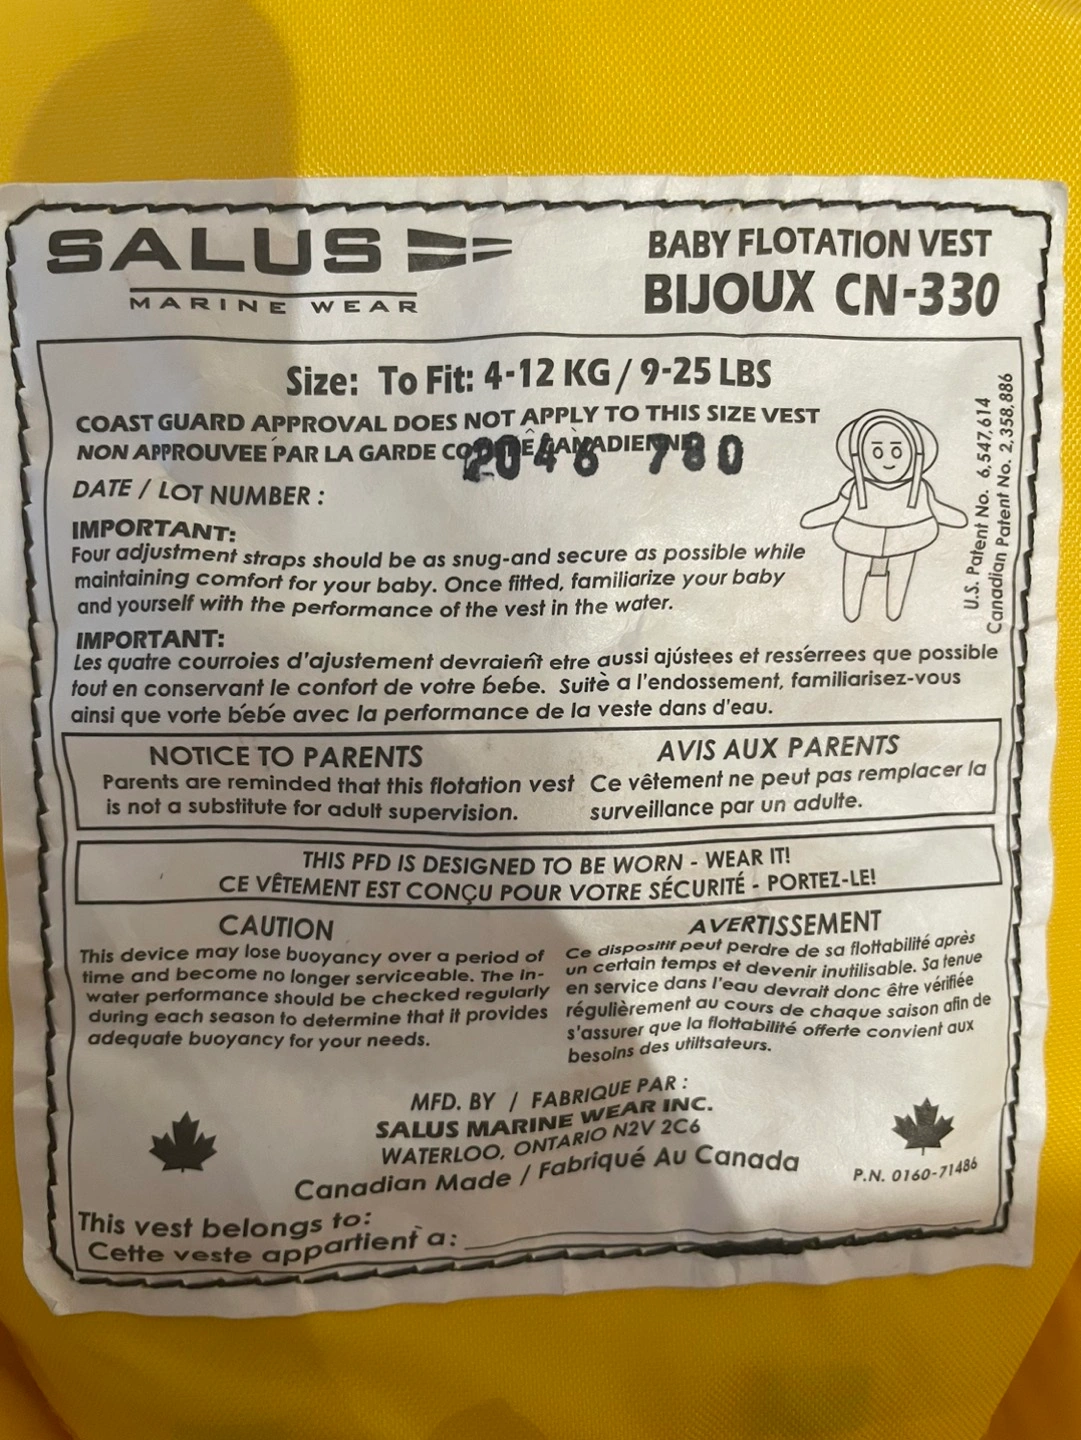 SALUS
MARINE WEAR
BABY FLOTATION VEST
BIJOUX CN-330
Size: To Fit: 4-12 KG / 9-25 LBS
COAST GUARD APPROVAL DOES NOT APPLY TO THIS SIZE VEST
NON APPROUVEE PAR LA GARDE CANADIENNE
2046 780
DATE / LOT NUMBER :
U.S. Patent No. 6,547,614
Canadian Patent No. 2,358,886
IMPORTANT:
Four adjustment straps should be as snug-and secure as possible while
maintaining comfort for your baby. Once fitted, familiarize your baby
and yourself with the performance of the vest in the water.
IMPORTANT:
Les quatre courroies d'ajustement devraient etre aussi ajústees et ressérrees que possible
tout en conservant le confort de votre bebe. Suitè a l'endossement, familiarisez-vous
ainsi que vorte bébé avec la performance de la veste dans d'eau.
NOTICE TO PARENTS
Parents are reminded that this flotation vest
is not a substitute for adult supervision.
AVIS AUX PARENTS
Ce vêtement ne peut pas remplacer la
surveillance par un adulte.
THIS PFD IS DESIGNED TO BE WORN - WEAR IT!
CE VÊTEMENT EST CONÇU POUR VOTRE SÉCURITÉ - PORTEZ-LE!
CAUTION
This device may lose buoyancy over a period of
time and become no longer serviceable. The in-
water performance should be checked regularly
during each season to determine that it provides
adequate buoyancy for your needs.
AVERTISSEMENT
Ce dispositif peut perdre de sa flottabilité après
un certain temps et devenir inutilisable. Sa tenue
en service dans l'eau devrait donc être vérifiée
régulièrement au cours de chaque saison afin de
s'assurer que la flottabilité offerte convient aux
besoins des utiltsateurs.
MFD. BY / FABRIQUE PAR :
SALUS MARINE WEAR INC.
WATERLOO, ONTARIO N2V 2C6
Canadian Made / Fabriqué Au Canada
P.N. 0160-71486
This vest belongs to:
Cette veste appartient à: